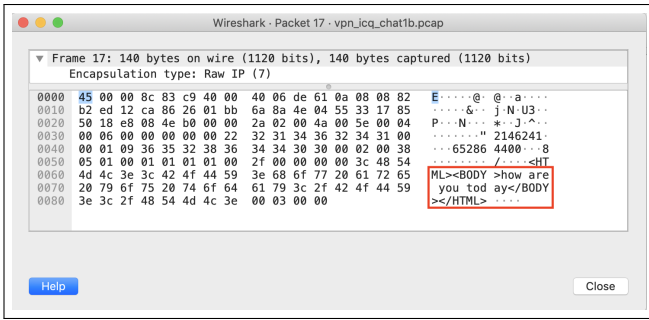 Wireshark · Packet 17 · vpn_icq_chat1b.pcap
▼ Frame 17: 140 bytes on wire (1120 bits), 140 bytes captured (1120 bits)
Encapsulation type: Raw IP (7)
0000 45 00 00 8c 83 c9 40 00 40 06 de 61 0a 08 08 82 E·····@· @··a····
0010 b2 ed 12 ca 86 26 01 bb 6a 8a 4e 04 55 33 17 85 ·····&·· j·N·U3··
0020 50 18 e8 08 4e b0 00 00 2a 02 00 4a 00 5e 00 04 P···N··· *··J·^··
0030 00 06 00 00 00 00 00 22 32 31 34 36 32 34 31 00 ·······" 2146241·
0040 00 01 09 36 35 32 38 36 34 34 30 30 00 02 00 38 ···65286 4400···8
0050 05 01 00 01 01 01 01 00 2f 00 00 00 00 3c 48 54 ········ /····<HT
0060 4d 4c 3e 3c 42 4f 44 59 3e 68 6f 77 20 61 72 65 ML><BODY >how are
0070 20 79 6f 75 20 74 6f 64 61 79 3c 2f 42 4f 44 59 you tod ay</BODY
0080 3e 3c 2f 48 54 4d 4c 3e 00 03 00 00 ></HTML> ····
Help
Close